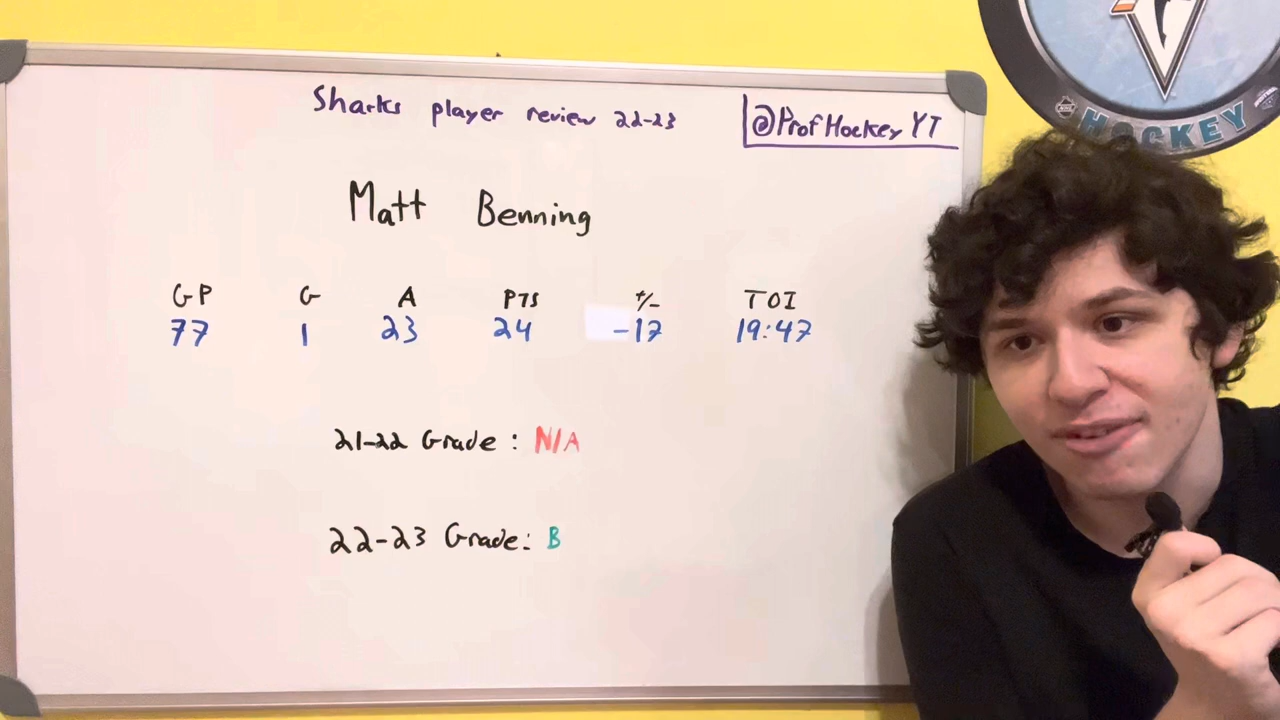 Sharks player review 22-23
@ProfHockeyYT
Matt Benning
GP G A PTS +/- TOI
77 1 23 24 -17 19:47
21-22 Grade: N/A
22-23 Grade: B
HOCKEY